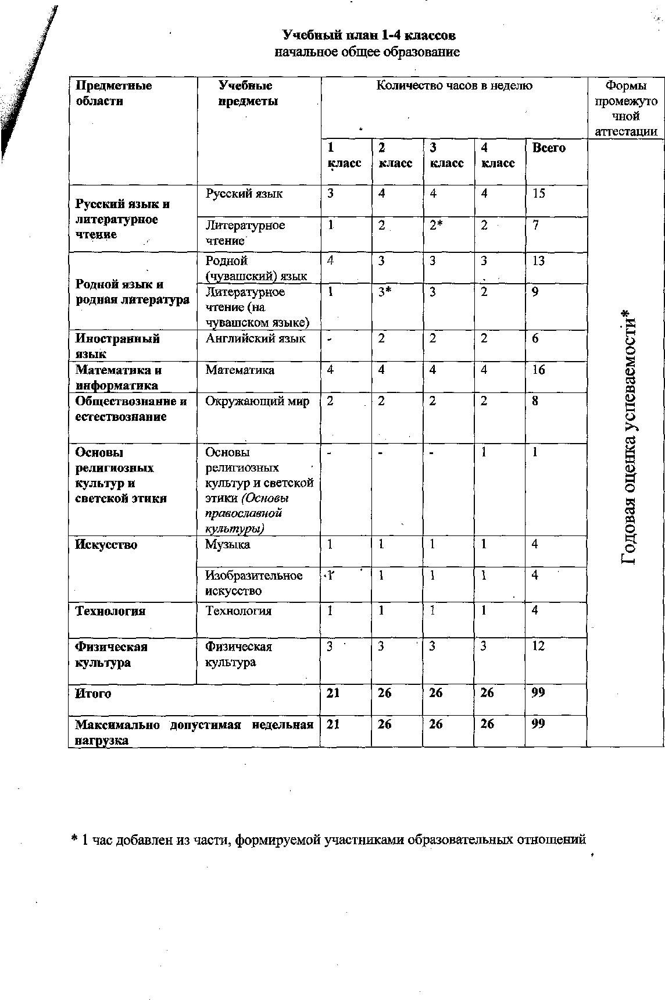 Учебный план 1-4 классов
начальное общее образование
Предметные области Учебные предметы Количество часов в неделю Формы промежуто чной аттестации
1 класс 2 класс 3 класс 4 класс Всего
Русский язык и литературное чтение Русский язык 3 4 4 4 15
Литературное чтение 1 2 2* 2 7
Родной язык и родная литература Родной (чувашский) язык 4 3 3 3 13
Литературное чтение (на чувашском языке) 1 3* 3 2 9
Иностранный язык Английский язык - 2 2 2 6
Математика и информатика Математика 4 4 4 4 16
Обществознание и естествознание Окружающий мир 2 2 2 2 8
Основы религиозных культур и светской этики Основы религиозных культур и светской этики (Основы православной культуры) - - - 1 1
Искусство Музыка 1 1 1 1 4
Изобразительное искусство 1 1 1 1 4
Технология Технология 1 1 1 1 4
Физическая культура Физическая культура 3 3 3 3 12
Итого 21 26 26 26 99
Максимально допустимая недельная нагрузка 21 26 26 26 99
Годовая оценка успеваемости*
* 1 час добавлен из части, формируемой участниками образовательных отношений